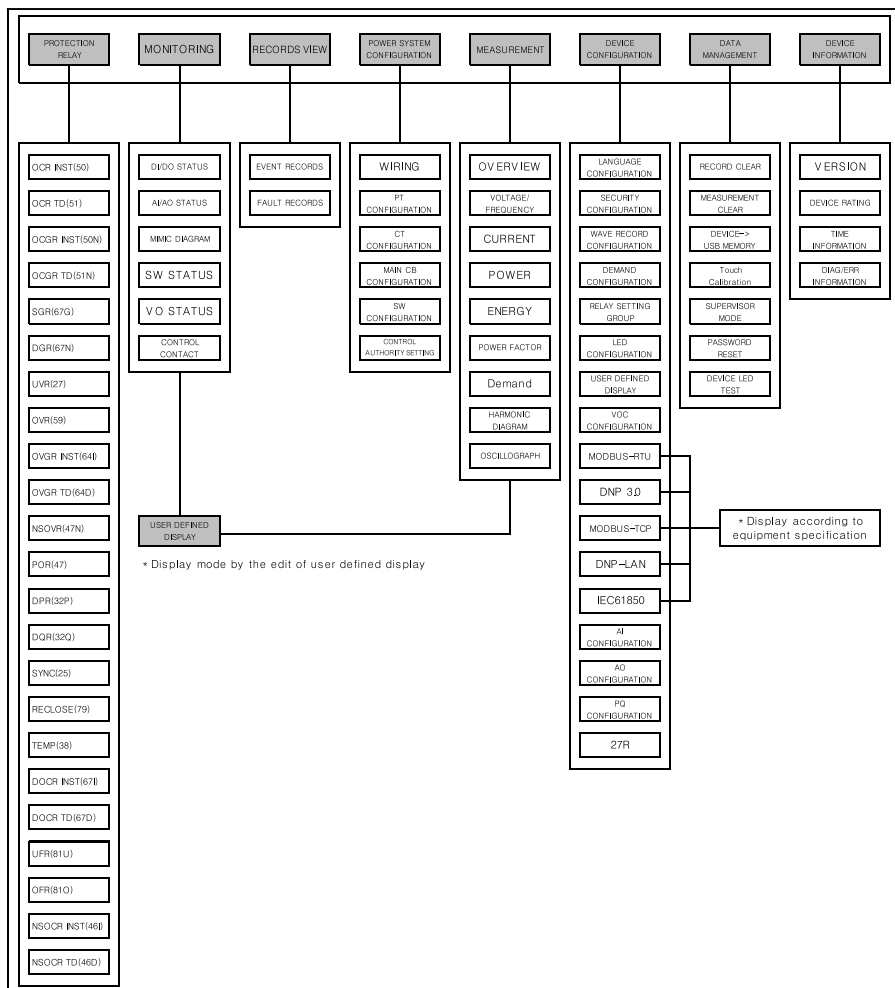 PROTECTION
RELAY
MONITORING
RECORDS VIEW
POWER SYSTEM
CONFIGURATION
MEASUREMENT
DEVICE
CONFIGURATION
DATA
MANAGEMENT
DEVICE
INFORMATION
OCR INST(50)
OCR TD(51)
OCGR INST(50N)
OCGR TD(51N)
SGR(67G)
DGR(67N)
UVR(27)
OVR(59)
OVGR INST(64I)
OVGR TD(64D)
NSOVR(47N)
POR(47)
DPR(32P)
DQR(32Q)
SYNC(25)
RECLOSE(79)
TEMP(38)
DOCR INST(67I)
DOCR TD(67D)
UFR(81U)
OFR(81O)
NSOCR INST(46I)
NSOCR TD(46D)
DI/DO STATUS
AI/AO STATUS
MIMIC DIAGRAM
SW STATUS
VO STATUS
CONTROL
CONTACT
USER DEFINED
DISPLAY
* Display mode by the edit of user defined display
EVENT RECORDS
FAULT RECORDS
WIRING
PT
CONFIGURATION
CT
CONFIGURATION
MAIN CB
CONFIGURATION
SW
CONFIGURATION
CONTROL
AUTHORITY SETTING
OVERVIEW
VOLTAGE/
FREQUENCY
CURRENT
POWER
ENERGY
POWER FACTOR
Demand
HARMONIC
DIAGRAM
OSCILLOGRAPH
LANGUAGE
CONFIGURATION
SECURITY
CONFIGURATION
WAVE RECORD
CONFIGURATION
DEMAND
CONFIGURATION
RELAY SETTING
GROUP
LED
CONFIGURATION
USER DEFINED
DISPLAY
VOC
CONFIGURATION
MODBUS-RTU
DNP 3.0
MODBUS-TCP
DNP-LAN
IEC61850
AI
CONFIGURATION
AO
CONFIGURATION
PQ
CONFIGURATION
27R
* Display according to
equipment specification
RECORD CLEAR
MEASUREMENT
CLEAR
DEVICE->
USB MEMORY
Touch
Calibration
SUPERVISOR
MODE
PASSWORD
RESET
DEVICE LED
TEST
VERSION
DEVICE RATING
TIME
INFORMATION
DIAG/ERR
INFORMATION